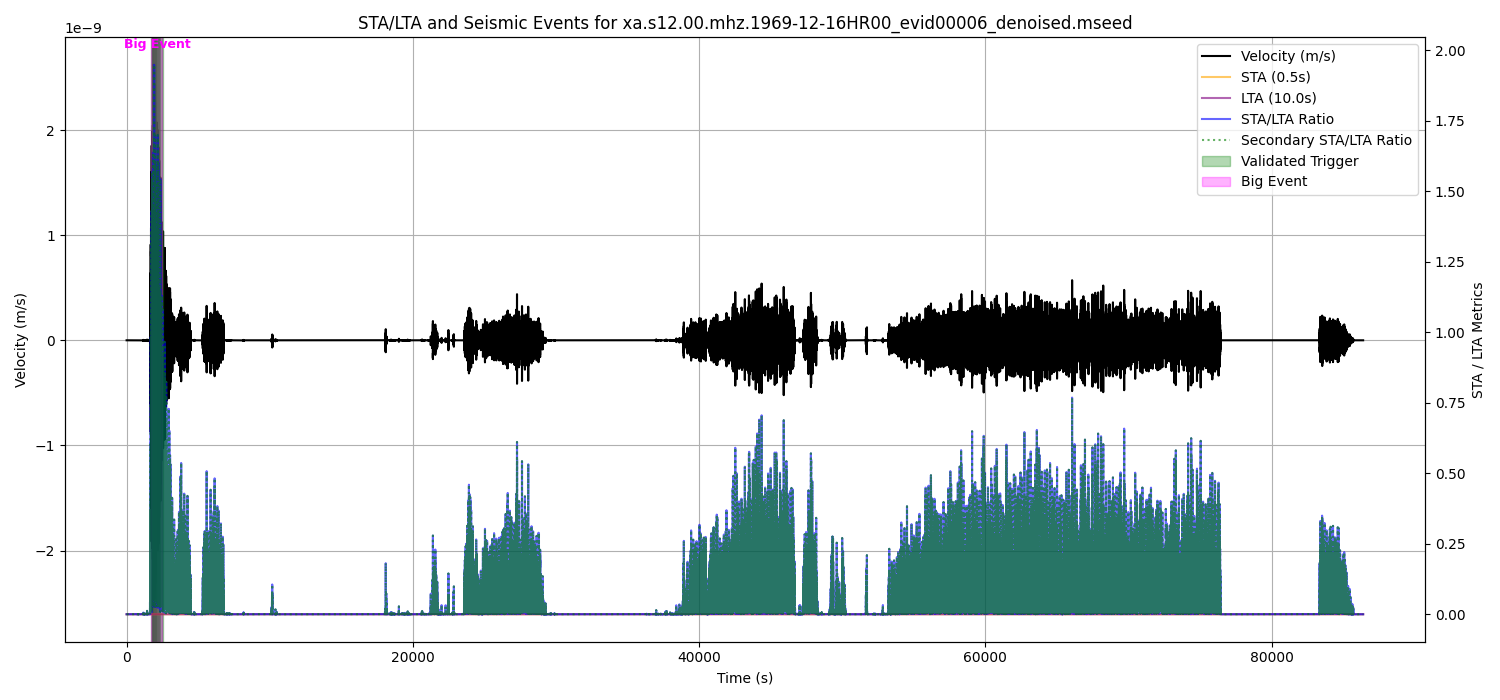 STA/LTA and Seismic Events for xa.s12.00.mhz.1969-12-16HR00_evid00006_denoised.mseed
1e−9
Big Event
Velocity (m/s)
STA (0.5s)
LTA (10.0s)
STA/LTA Ratio
Secondary STA/LTA Ratio
Validated Trigger
Big Event
2
1
0
−1
−2
Velocity (m/s)
2.00
1.75
1.50
1.25
1.00
0.75
0.50
0.25
0.00
STA / LTA Metrics
0 20000 40000 60000 80000
Time (s)